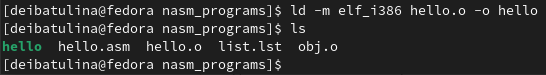 [deibatulina@fedora nasm_programs]$ ld -m elf_i386 hello.o -o hello
[deibatulina@fedora nasm_programs]$ ls
hello  hello.asm  hello.o  list.lst  obj.o
[deibatulina@fedora nasm_programs]$